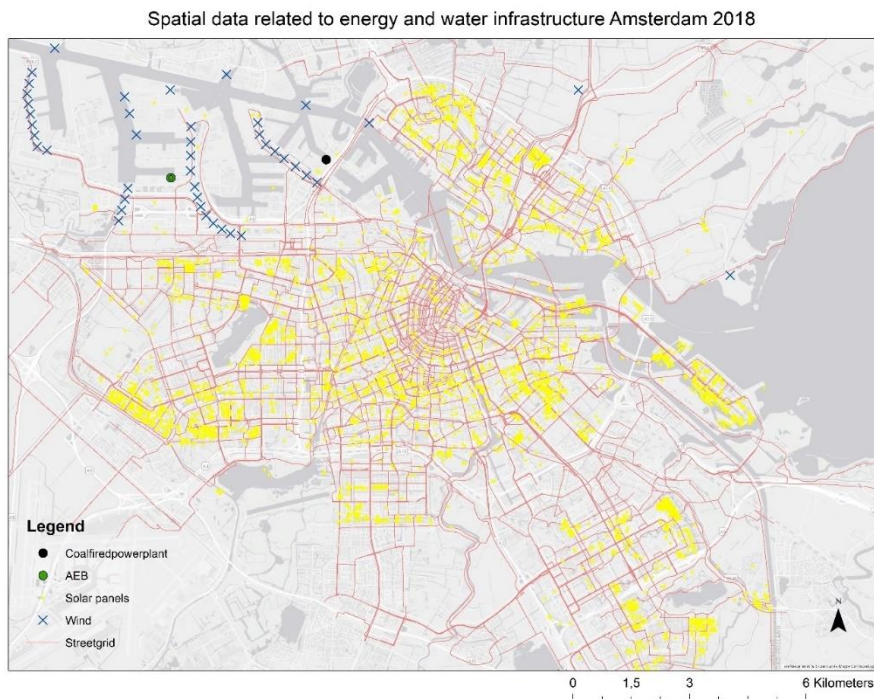 Spatial data related to energy and water infrastructure Amsterdam 2018
Legend
Coalfiredpowerplant
AEB
Solar panels
Wind
Streetgrid
N
0 1,5 3 6 Kilometers